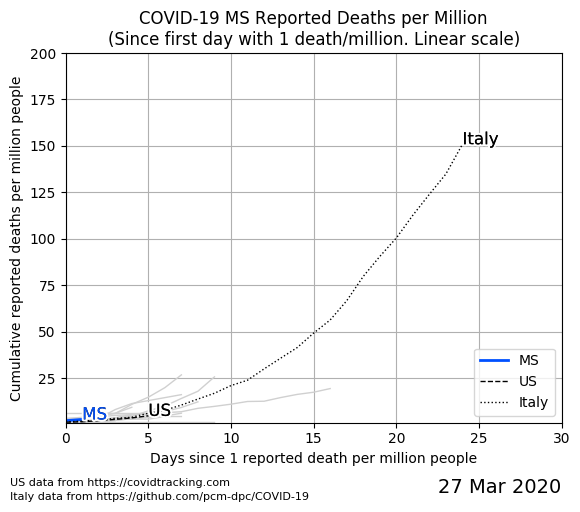 COVID-19 MS Reported Deaths per Million
(Since first day with 1 death/million. Linear scale)
Cumulative reported deaths per million people
200
175
150
125
100
75
50
25
Italy
MS
US
MS
US
Italy
0
5
10
15
20
25
30
Days since 1 reported death per million people
US data from https://covidtracking.com
Italy data from https://github.com/pcm-dpc/COVID-19
27 Mar 2020